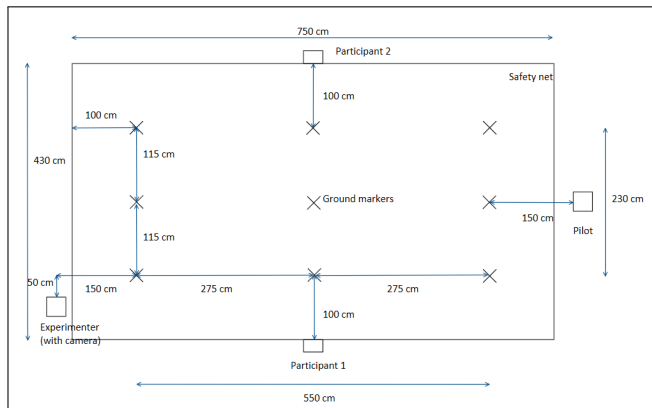 750 cm
Participant 2
Safety net
100 cm
100 cm
430 cm
115 cm
Ground markers
230 cm
150 cm
115 cm
Pilot
50 cm
150 cm
275 cm
275 cm
100 cm
Experimenter
(with camera)
Participant 1
550 cm